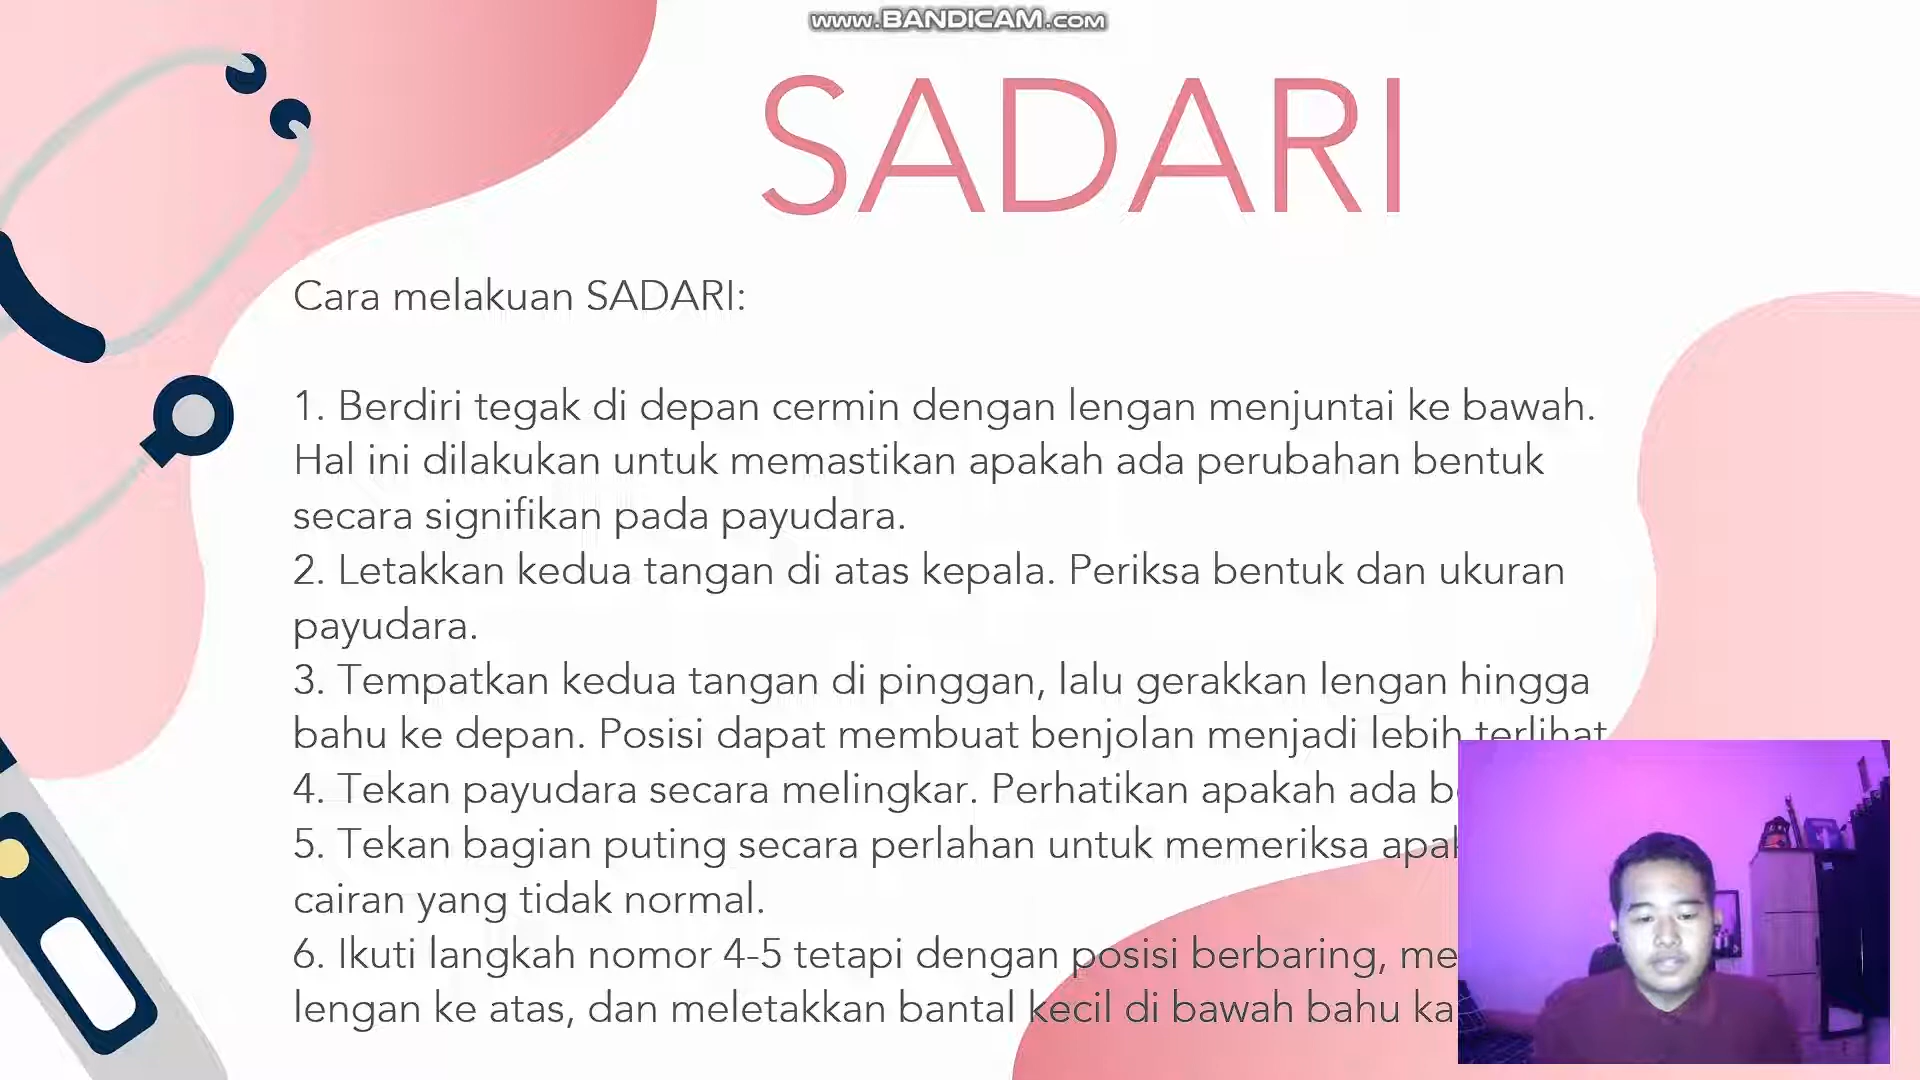 www.BANDICAM.com
SADARI
Cara melakuan SADARI:
1. Berdiri tegak di depan cermin dengan lengan menjuntai ke bawah.
Hal ini dilakukan untuk memastikan apakah ada perubahan bentuk
secara signifikan pada payudara.
2. Letakkan kedua tangan di atas kepala. Periksa bentuk dan ukuran
payudara.
3. Tempatkan kedua tangan di pinggan, lalu gerakkan lengan hingga
bahu ke depan. Posisi dapat membuat benjolan menjadi lebih terlihat
4. Tekan payudara secara melingkar. Perhatikan apakah ada
5. Tekan bagian puting secara perlahan untuk memeriksa
cairan yang tidak normal.
6. Ikuti langkah nomor 4-5 tetapi dengan posisi berbaring,
lengan ke atas, dan meletakkan bantal kecil di bawah bahu